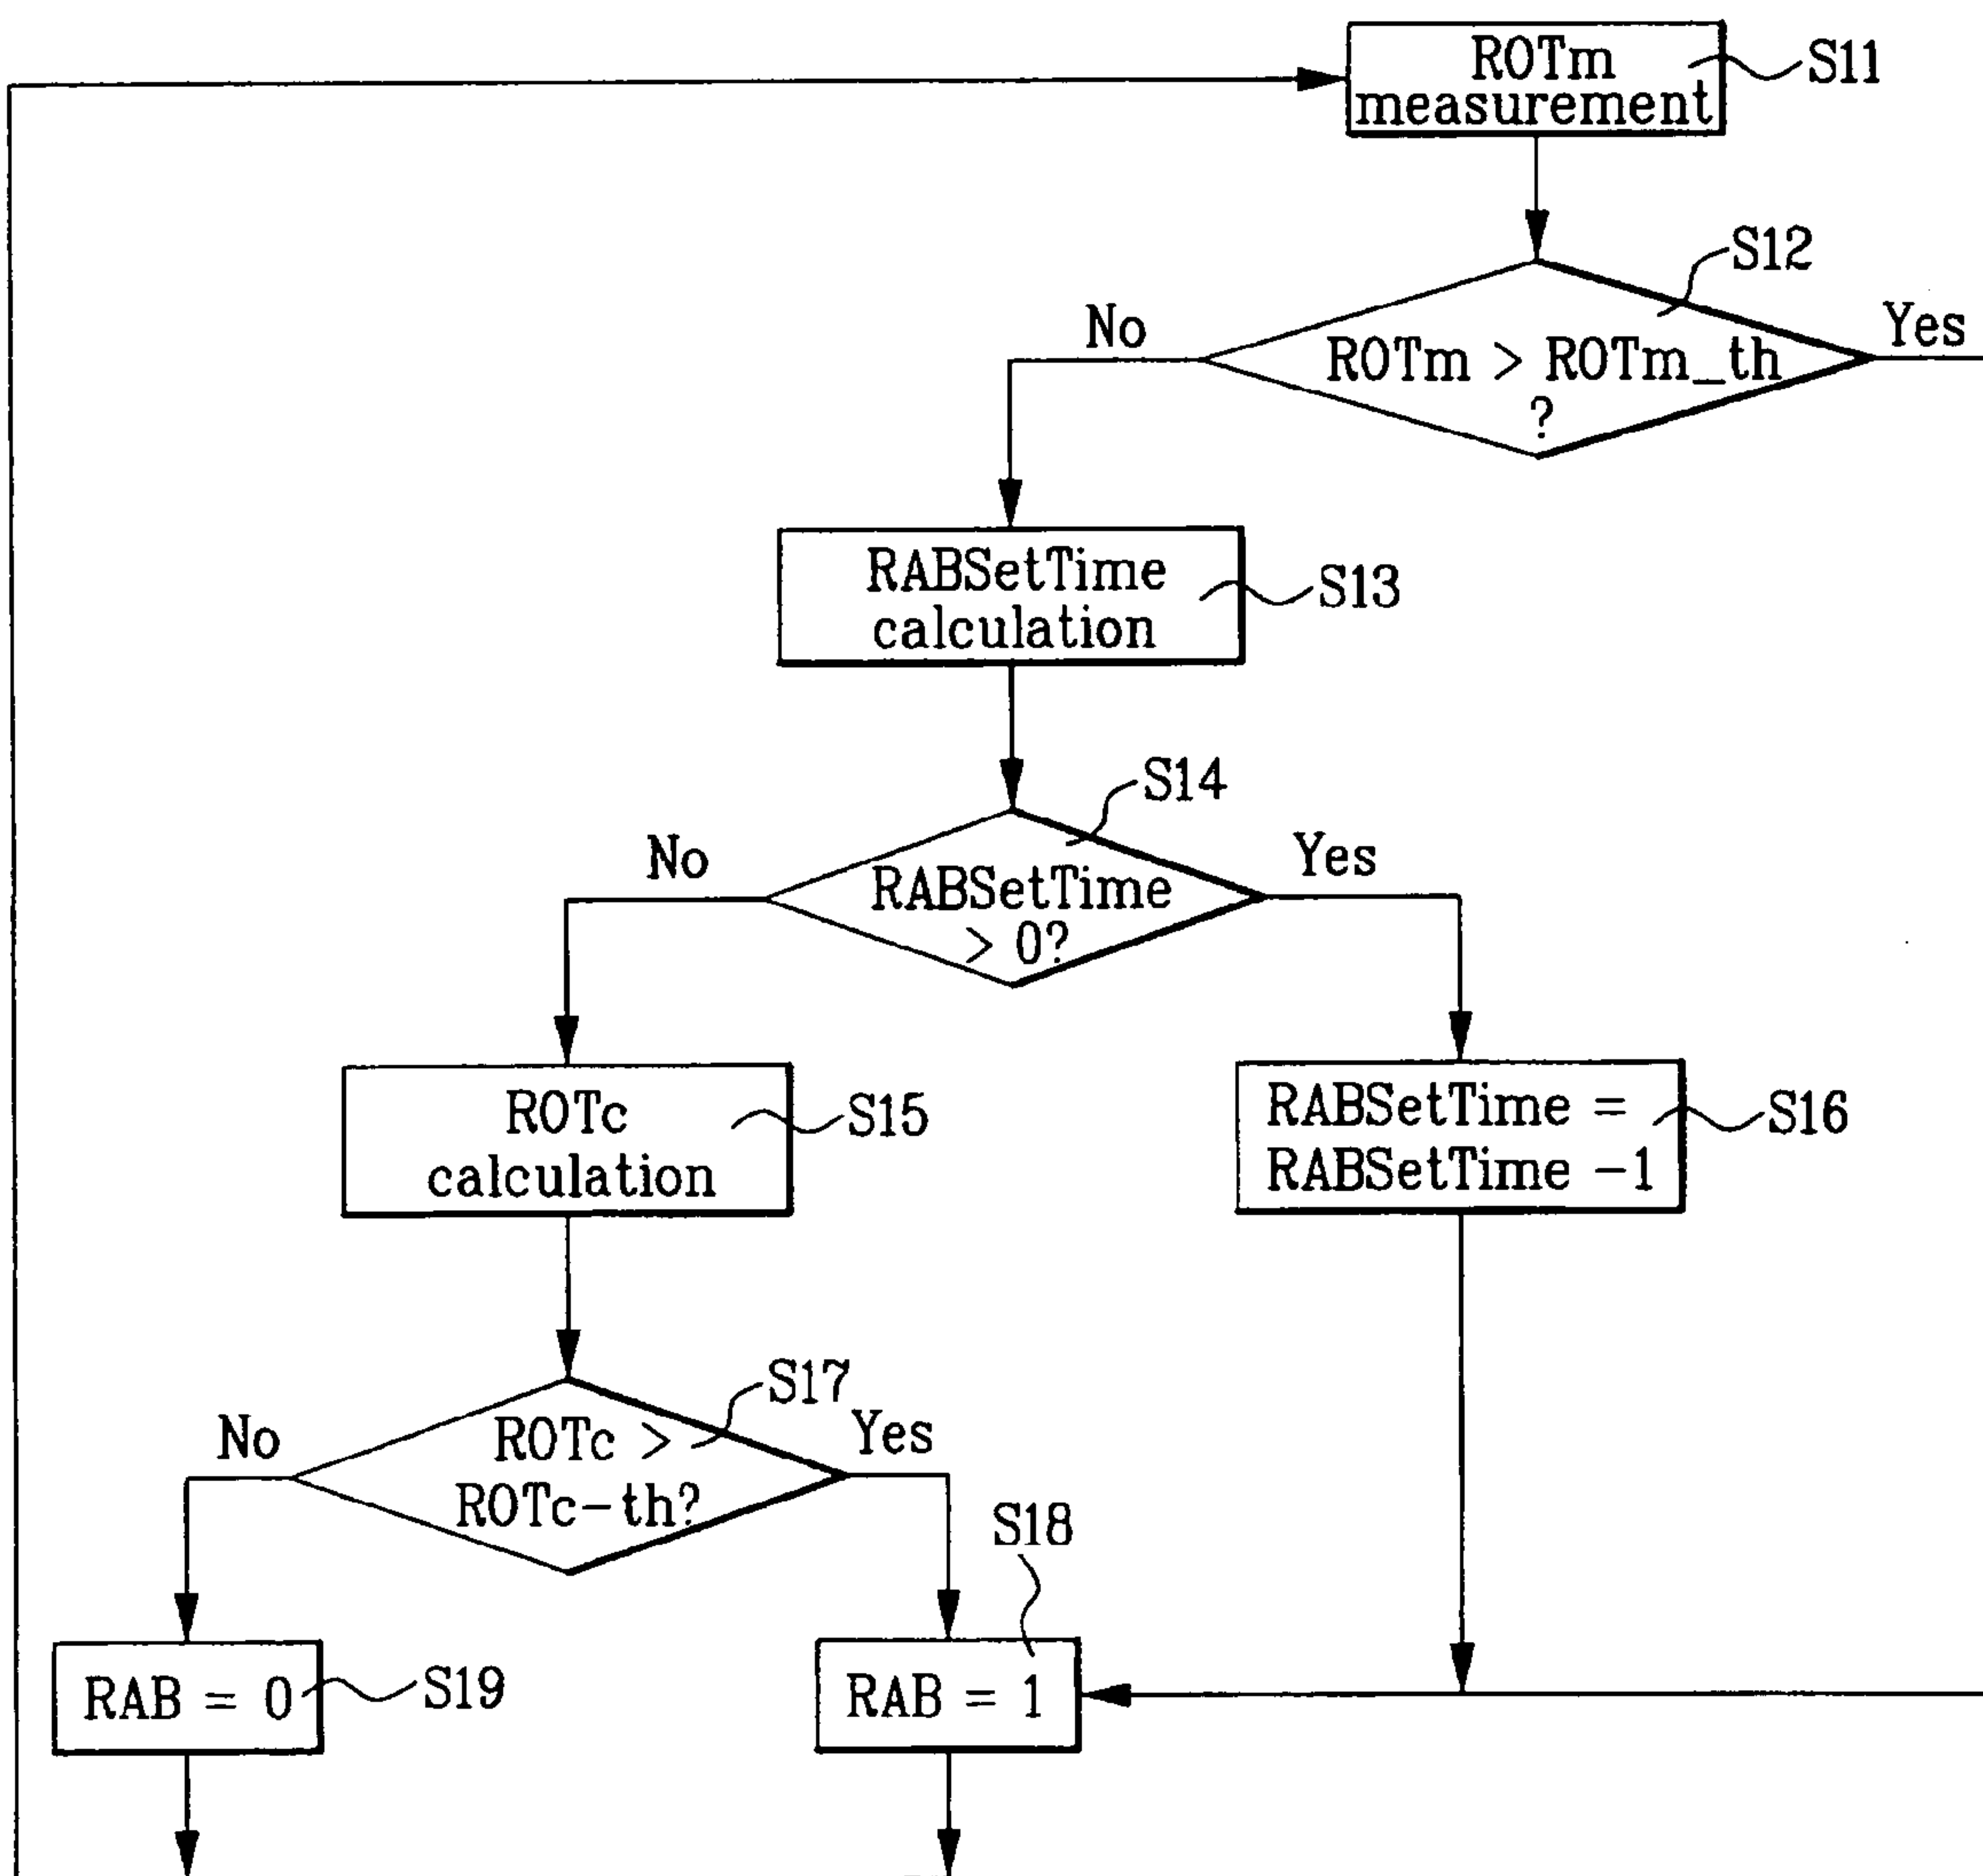 ROTm
measurement
S11
S12
No
Yes
ROTm > ROTm_th
?
RABSetTime
calculation
S13
S14
No
Yes
RABSetTime
> 0?
ROTc
calculation
S15
RABSetTime =
RABSetTime -1
S16
S17
No
Yes
ROTc >
ROTc-th?
S18
RAB = 0
S19
RAB = 1